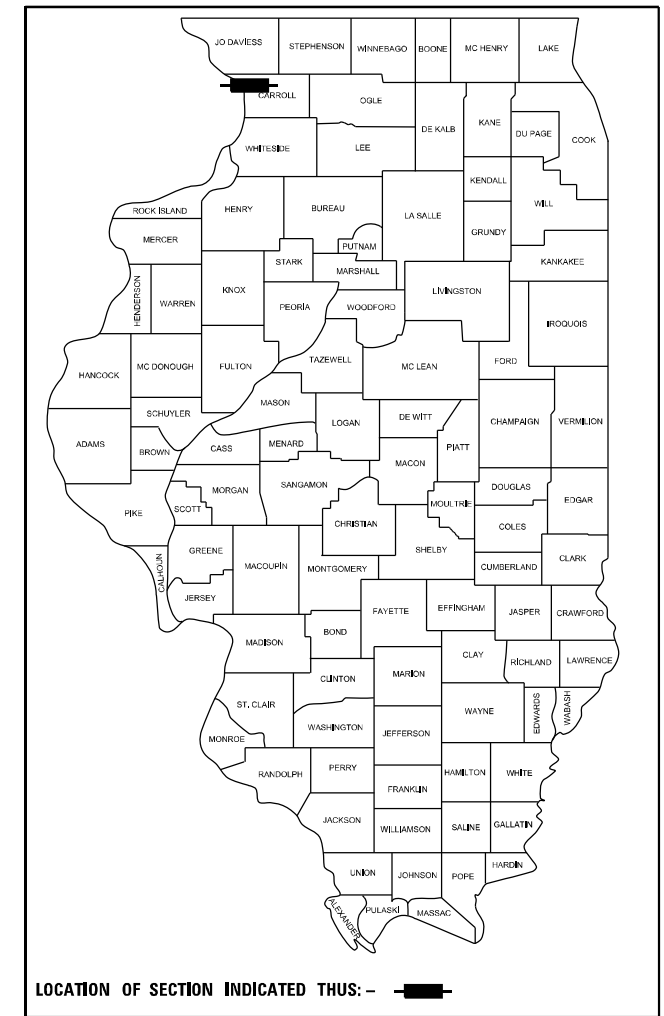 JO DAVIESS STEPHENSON WINNEBAGO BOONE MC HENRY LAKE
CARROLL OGLE DE KALB KANE DU PAGE COOK
WHITESIDE LEE KENDALL WILL
ROCK ISLAND HENRY BUREAU LA SALLE GRUNDY
MERCER PUTNAM KANKAKEE
STARK MARSHALL
HENDERSON WARREN KNOX PEORIA WOODFORD LIVINGSTON IROQUOIS
HANCOCK MC DONOUGH FULTON TAZEWELL MC LEAN FORD
MASON
ADAMS SCHUYLER LOGAN DE WITT CHAMPAIGN VERMILION
BROWN CASS MENARD PIATT
MACON
PIKE SCOTT MORGAN SANGAMON MOULTRIE DOUGLAS EDGAR
CHRISTIAN COLES
CALHOUN GREENE MACOUPIN MONTGOMERY SHELBY CUMBERLAND CLARK
JERSEY FAYETTE EFFINGHAM JASPER CRAWFORD
MADISON BOND
CLAY RICHLAND LAWRENCE
CLINTON MARION
ST. CLAIR WAYNE EDWARDS WABASH
MONROE WASHINGTON JEFFERSON
RANDOLPH PERRY HAMILTON WHITE
FRANKLIN
JACKSON WILLIAMSON SALINE GALLATIN
UNION JOHNSON POPE HARDIN
ALEXANDER PULASKI MASSAC
LOCATION OF SECTION INDICATED THUS: –